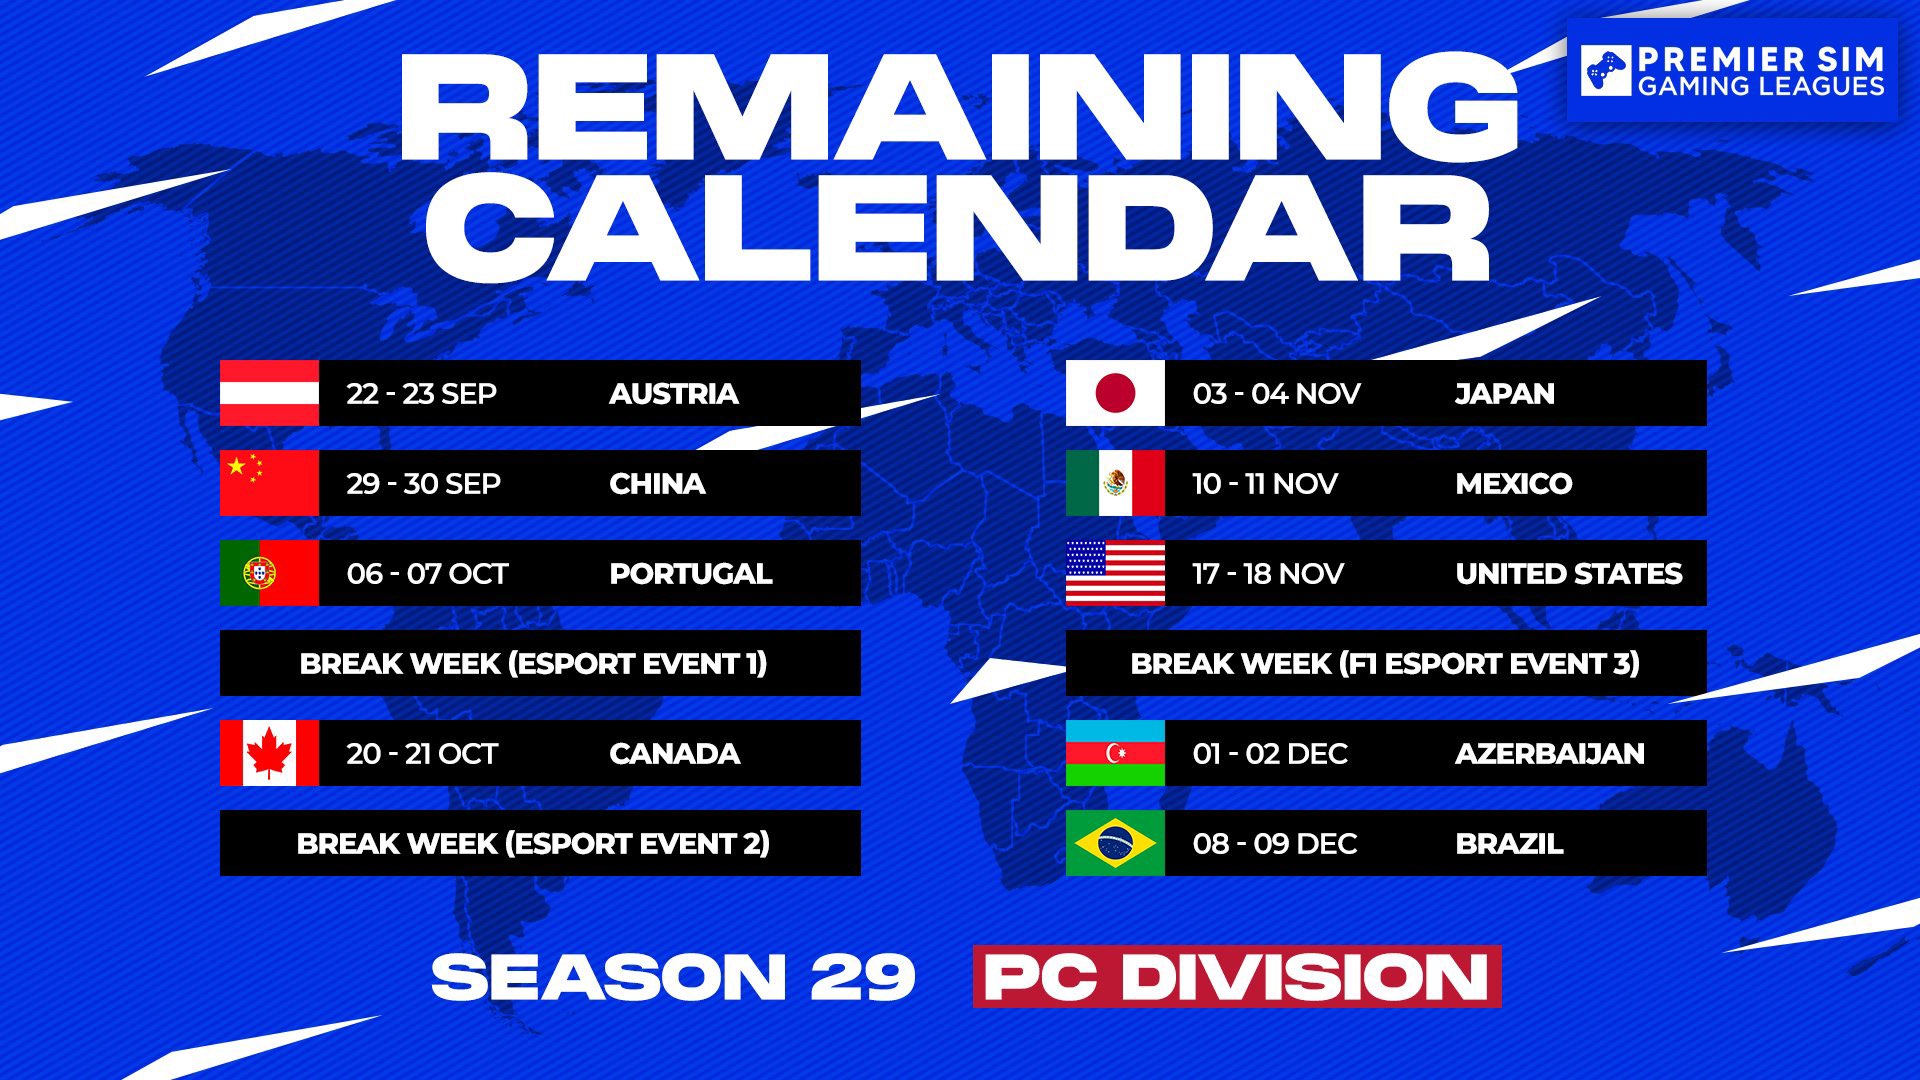 REMAINING
CALENDAR
PREMIER SIM
GAMING LEAGUES
22 - 23 SEP AUSTRIA
29 - 30 SEP CHINA
06 - 07 OCT PORTUGAL
BREAK WEEK (ESPORT EVENT 1)
20 - 21 OCT CANADA
BREAK WEEK (ESPORT EVENT 2)
03 - 04 NOV JAPAN
10 - 11 NOV MEXICO
17 - 18 NOV UNITED STATES
BREAK WEEK (F1 ESPORT EVENT 3)
01 - 02 DEC AZERBAIJAN
08 - 09 DEC BRAZIL
SEASON 29 PC DIVISION